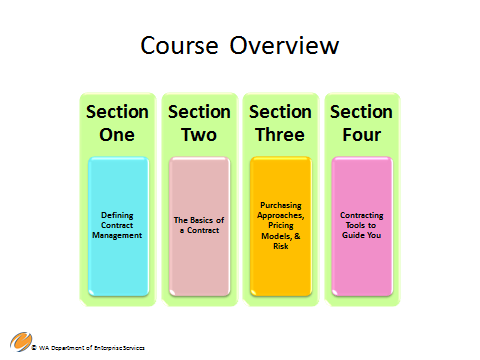 Course Overview
Section
One
Section
Two
Section
Three
Section
Four
Defining
Contract
Management
The Basics of
a Contract
Purchasing
Approaches,
Pricing
Models, &
Risk
Contracting
Tools to
Guide You
© WA Department of Enterprise Services